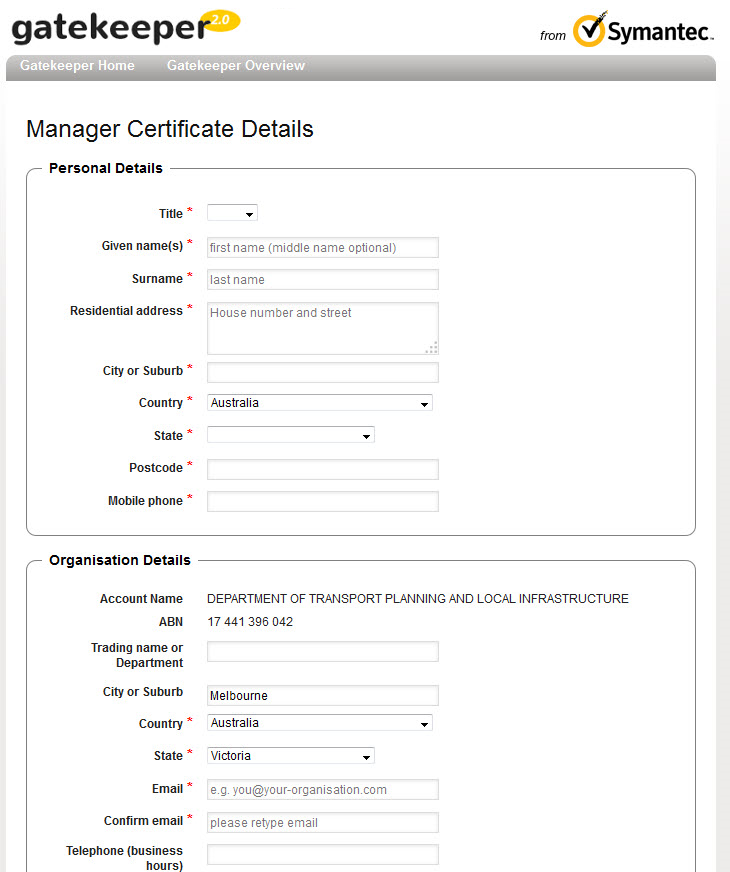 gatekeeper 2.0
from Symantec™
Gatekeeper Home Gatekeeper Overview
Manager Certificate Details
Personal Details
Title *
Given name(s) * first name (middle name optional)
Surname * last name
Residential address * House number and street
City or Suburb *
Country * Australia
State *
Postcode *
Mobile phone *
Organisation Details
Account Name DEPARTMENT OF TRANSPORT PLANNING AND LOCAL INFRASTRUCTURE
ABN 17 441 396 042
Trading name or
Department
City or Suburb Melbourne
Country * Australia
State * Victoria
Email * e.g. you@your-organisation.com
Confirm email * please retype email
Telephone (business
hours)